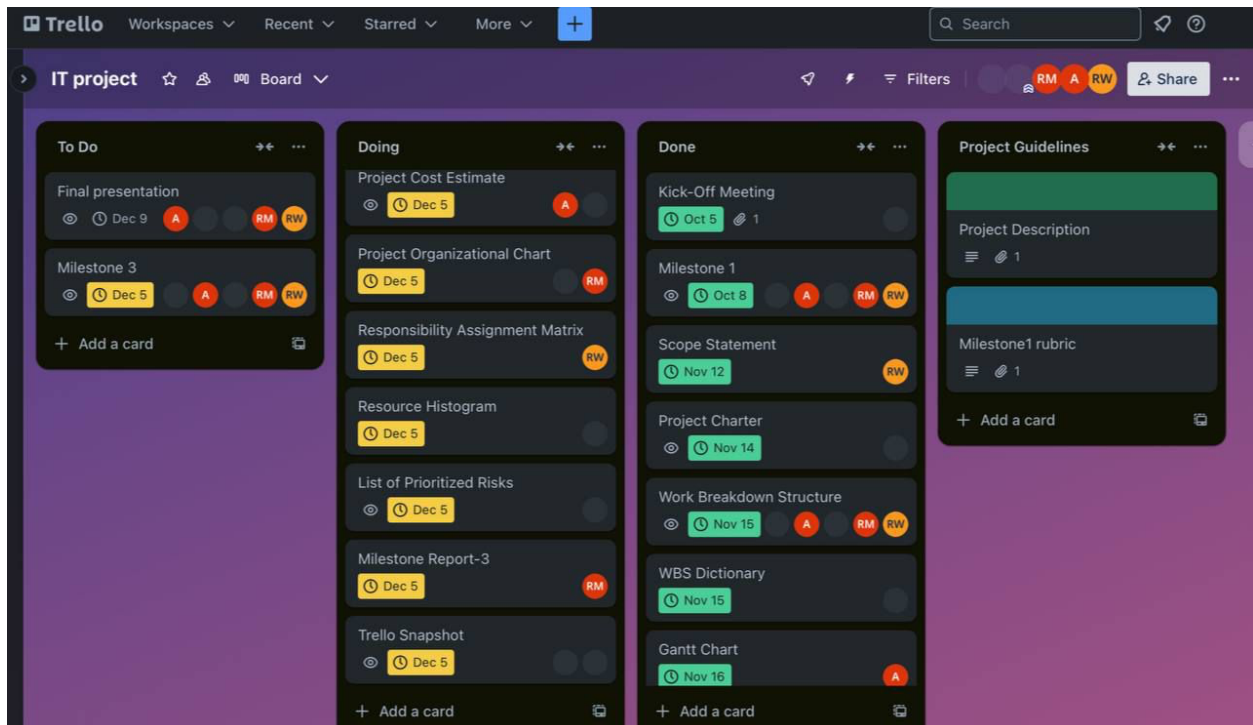 Trello Workspaces Recent Starred More + Search
IT project Board Filters RM A RW Share
To Do
Final presentation
Dec 9 A RM RW
Milestone 3
Dec 5 A RM RW
+ Add a card
Doing
Project Cost Estimate
Dec 5 A
Project Organizational Chart
Dec 5 RM
Responsibility Assignment Matrix
Dec 5 RW
Resource Histogram
Dec 5
List of Prioritized Risks
Dec 5
Milestone Report-3
Dec 5 RM
Trello Snapshot
Dec 5
+ Add a card
Done
Kick-Off Meeting
Oct 5 1
Milestone 1
Oct 8 A RM RW
Scope Statement
Nov 12 RW
Project Charter
Nov 14
Work Breakdown Structure
Nov 15 A RM RW
WBS Dictionary
Nov 15
Gantt Chart
Nov 16 A
+ Add a card
Project Guidelines
Project Description
1
Milestone1 rubric
1
+ Add a card